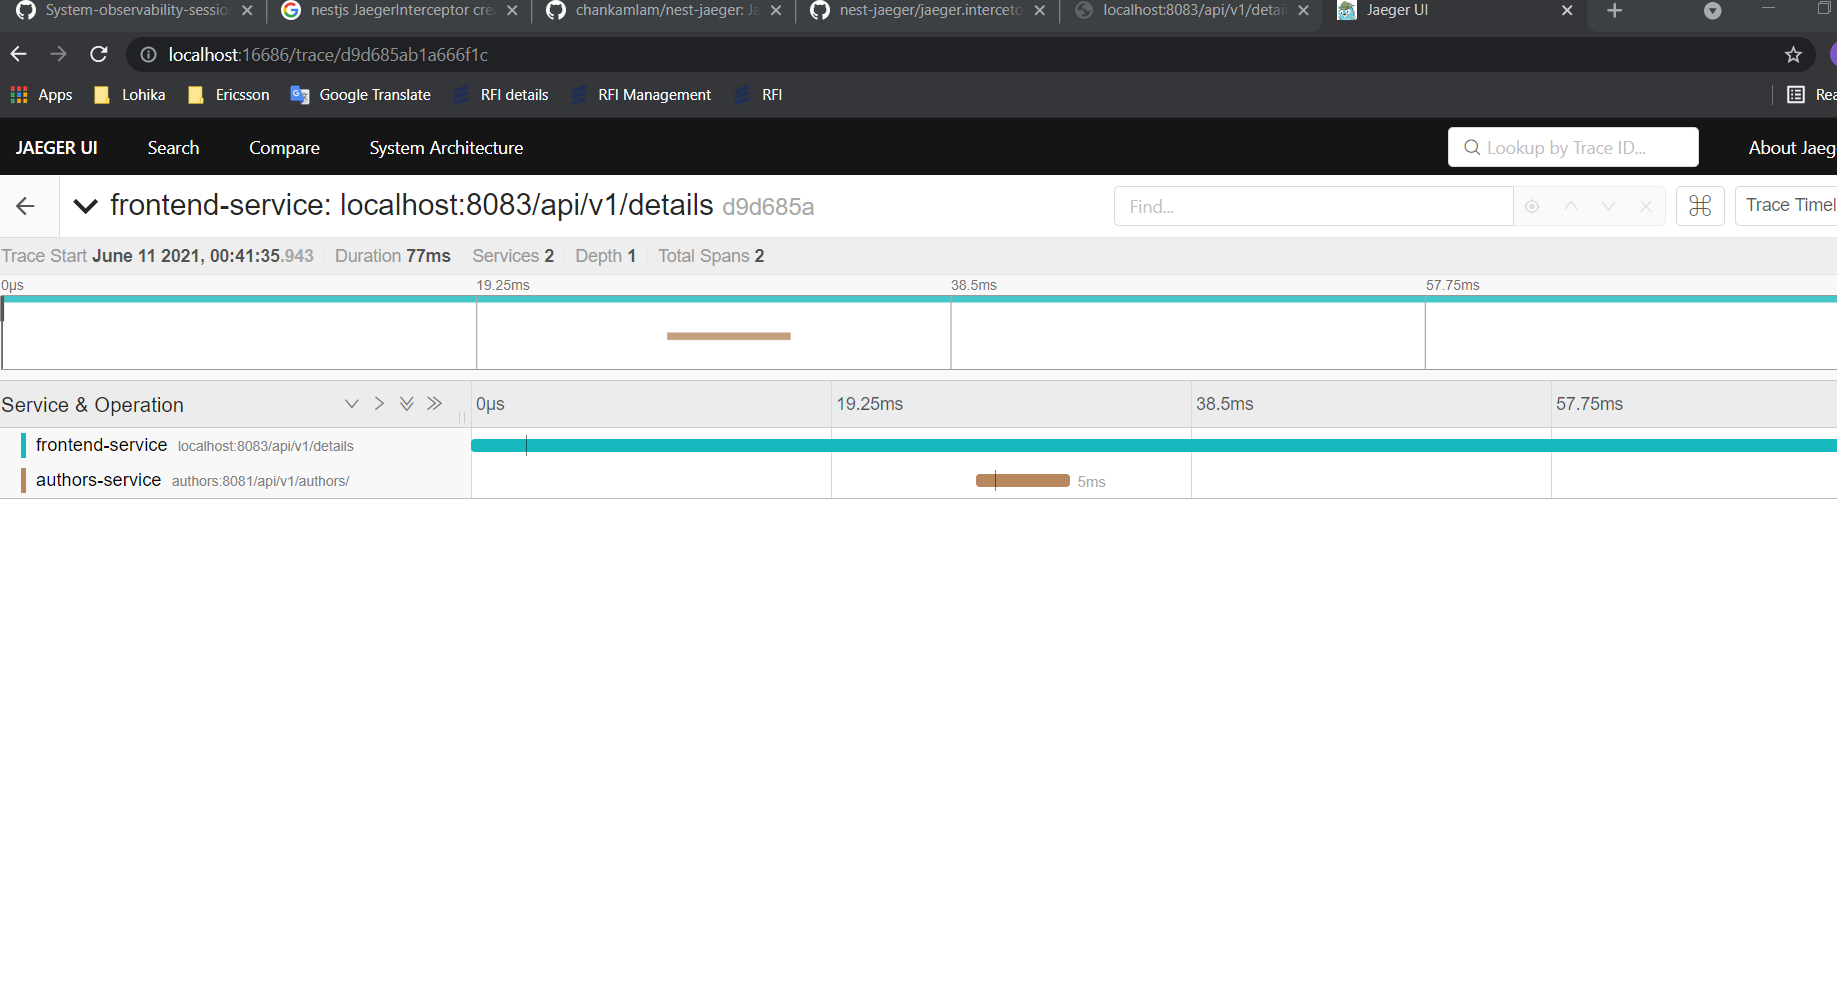 System-observability-sessio
nestjs JaegerInterceptor cre
chankamlam/nest-jaeger: Ja
nest-jaeger/jaeger.intercepto
localhost:8083/api/v1/detail
Jaeger UI
localhost:16686/trace/d9d685ab1a666f1c
Apps
Lohika
Ericsson
Google Translate
RFI details
RFI Management
RFI
Rea
JAEGER UI
Search
Compare
System Architecture
Lookup by Trace ID...
About Jaeg
frontend-service: localhost:8083/api/v1/details d9d685a
Find...
Trace Timel
Trace Start June 11 2021, 00:41:35.943
Duration 77ms
Services 2
Depth 1
Total Spans 2
0μs
19.25ms
38.5ms
57.75ms
Service & Operation
0μs
19.25ms
38.5ms
57.75ms
frontend-service localhost:8083/api/v1/details
authors-service authors:8081/api/v1/authors/
5ms